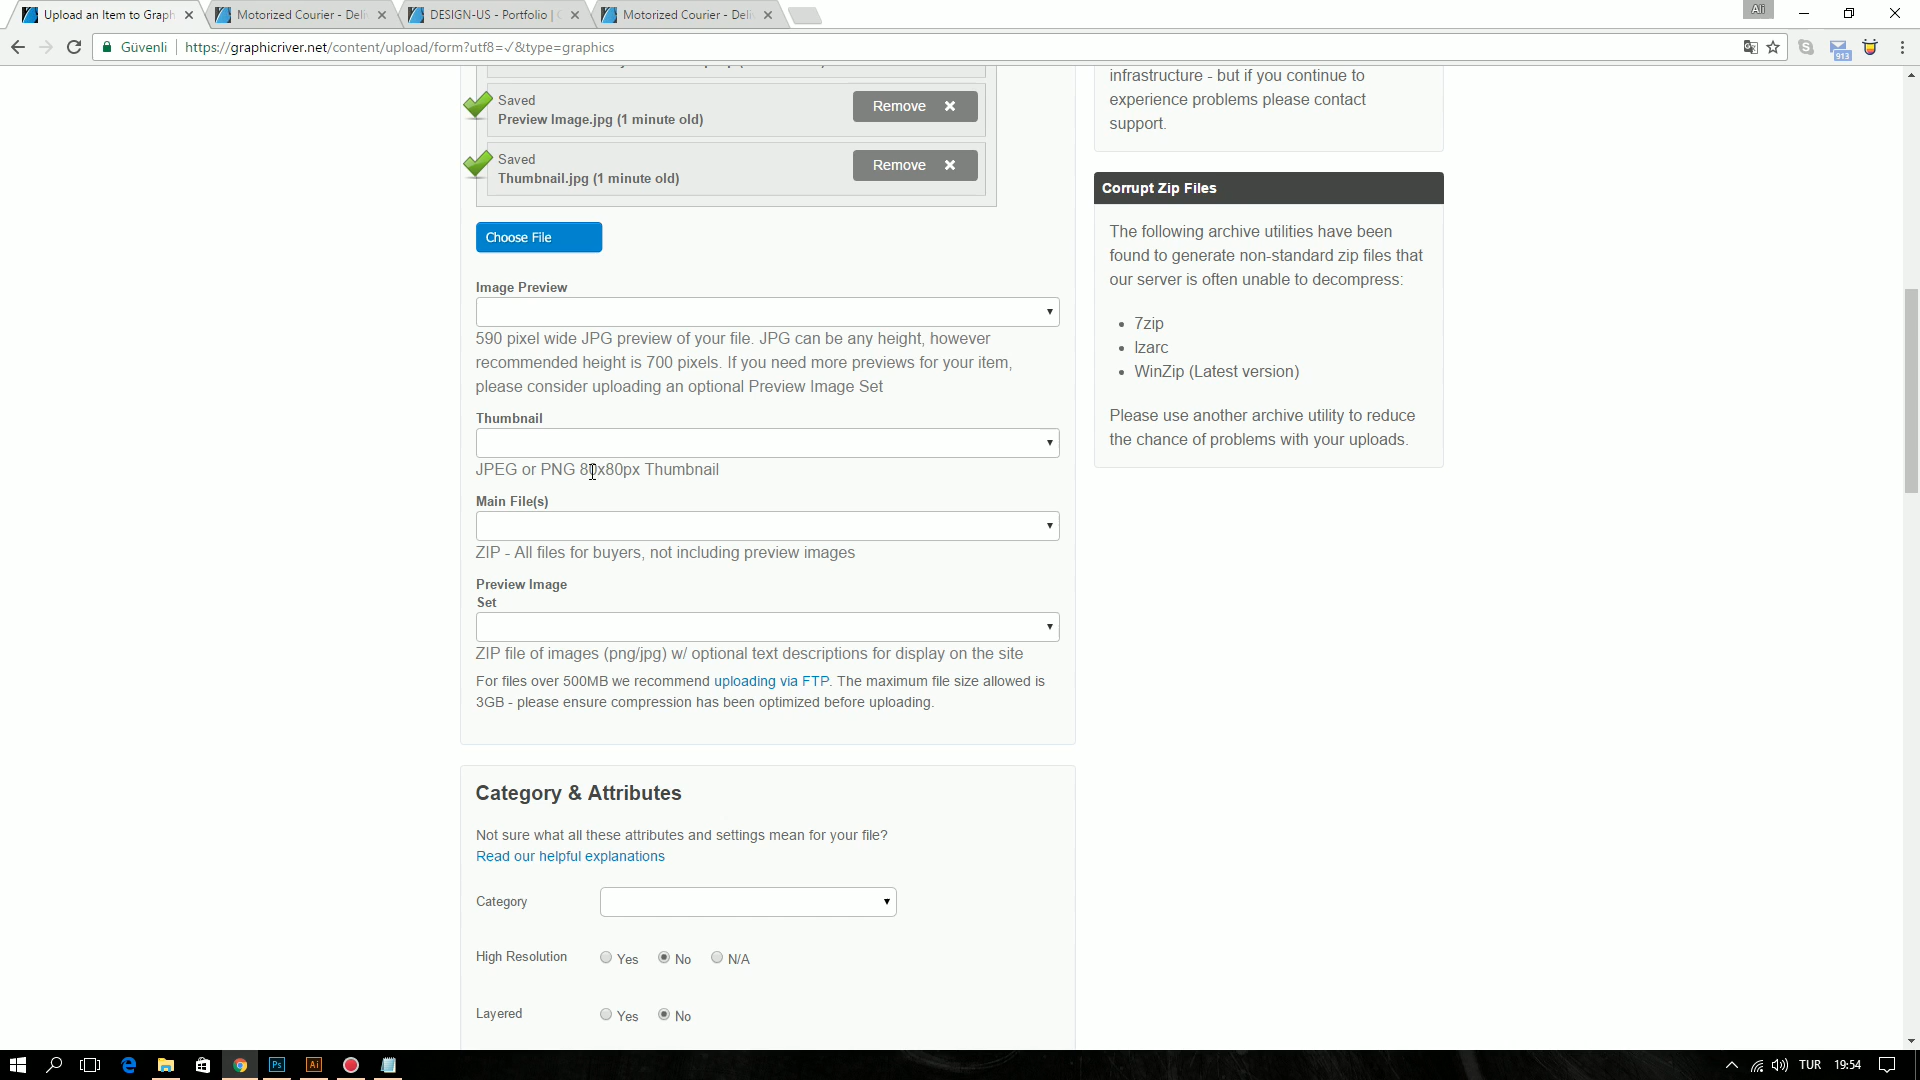 Upload an Item to Graph
Motorized Courier - Deli
DESIGN-US - Portfolio |
Motorized Courier - Deli
Ali
Güvenli
https://graphicriver.net/content/upload/form?utf8=✓&type=graphics
913
Saved
Preview Image.jpg (1 minute old)
Remove
Saved
Thumbnail.jpg (1 minute old)
Remove
Choose File
Image Preview
590 pixel wide JPG preview of your file. JPG can be any height, however
recommended height is 700 pixels. If you need more previews for your item,
please consider uploading an optional Preview Image Set
Thumbnail
JPEG or PNG 80x80px Thumbnail
Main File(s)
ZIP - All files for buyers, not including preview images
Preview Image
Set
ZIP file of images (png/jpg) w/ optional text descriptions for display on the site
For files over 500MB we recommend uploading via FTP. The maximum file size allowed is
3GB - please ensure compression has been optimized before uploading.
Category & Attributes
Not sure what all these attributes and settings mean for your file?
Read our helpful explanations
Category
High Resolution
Yes
No
N/A
Layered
Yes
No
infrastructure - but if you continue to
experience problems please contact
support.
Corrupt Zip Files
The following archive utilities have been
found to generate non-standard zip files that
our server is often unable to decompress:
7zip
Izarc
WinZip (Latest version)
Please use another archive utility to reduce
the chance of problems with your uploads.
Ps
Ai
TUR
19:54